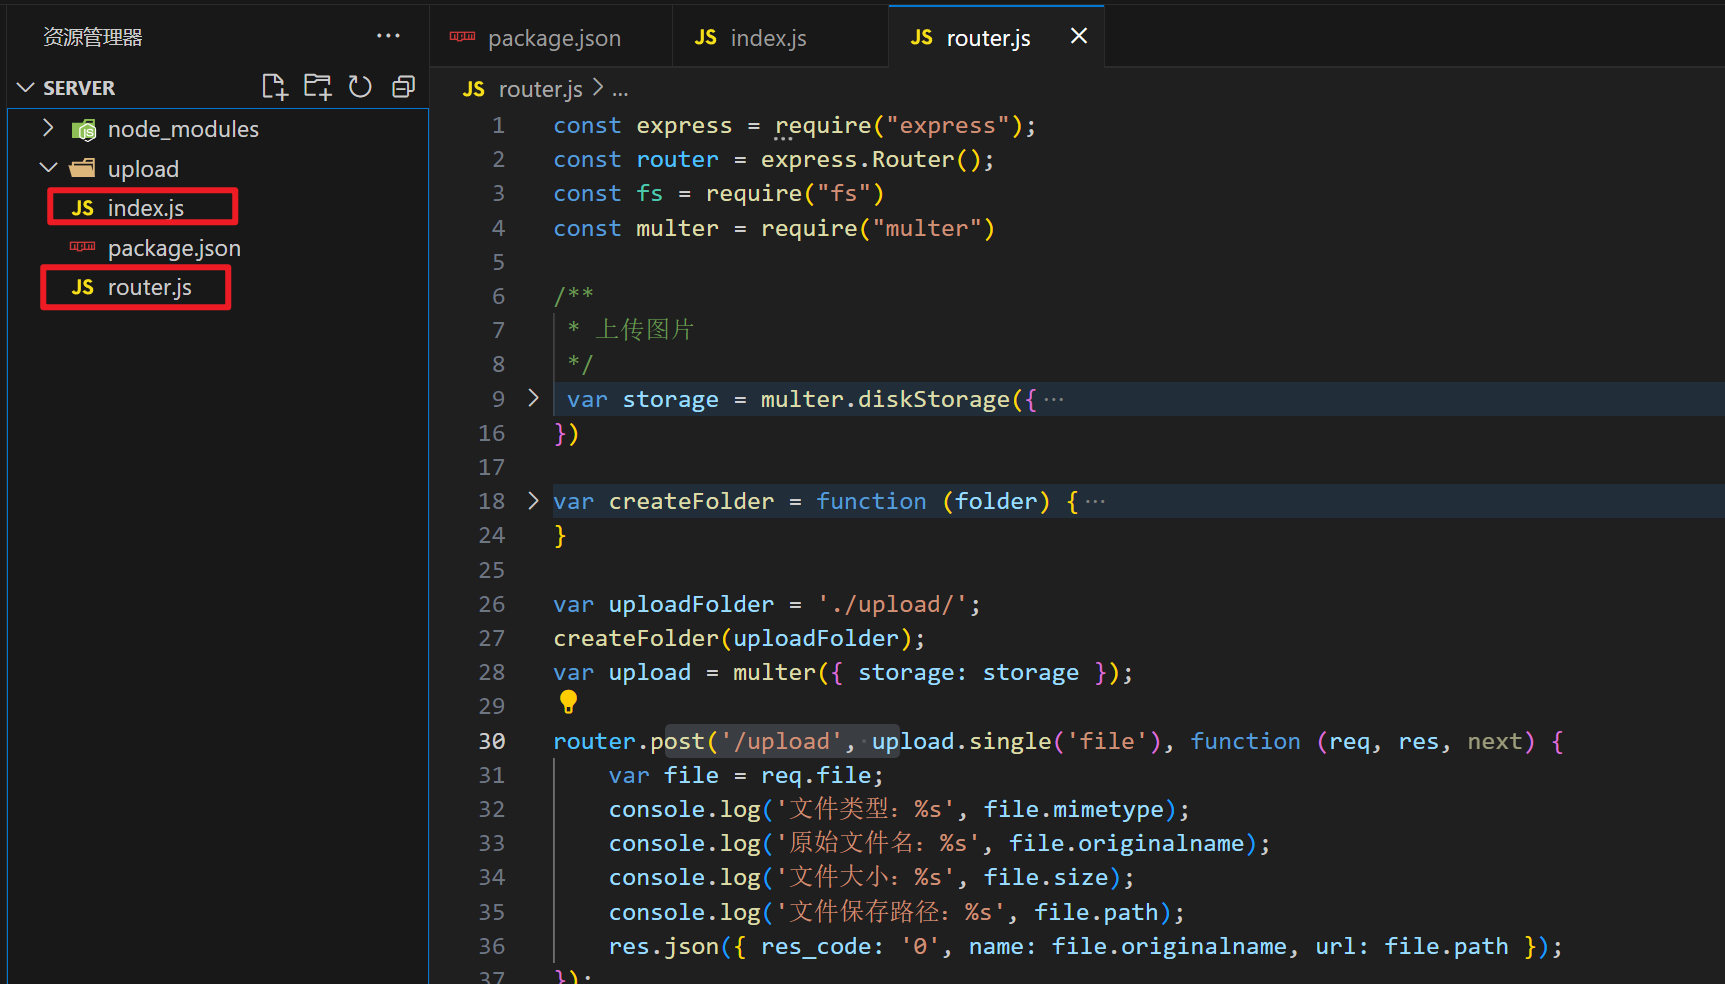 资源管理器
SERVER
node_modules
upload
JS index.js
package.json
JS router.js
package.json
JS index.js
JS router.js
JS router.js > ...
1 const express = require("express");
2 const router = express.Router();
3 const fs = require("fs")
4 const multer = require("multer")
5
6 /**
7 * 上传图片
8 */
9 var storage = multer.diskStorage({ ···
16 })
17
18 var createFolder = function (folder) { ···
24 }
25
26 var uploadFolder = './upload/';
27 createFolder(uploadFolder);
28 var upload = multer({ storage: storage });
29
30 router.post('/upload', upload.single('file'), function (req, res, next) {
31 var file = req.file;
32 console.log('文件类型：%s', file.mimetype);
33 console.log('原始文件名：%s', file.originalname);
34 console.log('文件大小：%s', file.size);
35 console.log('文件保存路径：%s', file.path);
36 res.json({ res_code: '0', name: file.originalname, url: file.path });
37 });